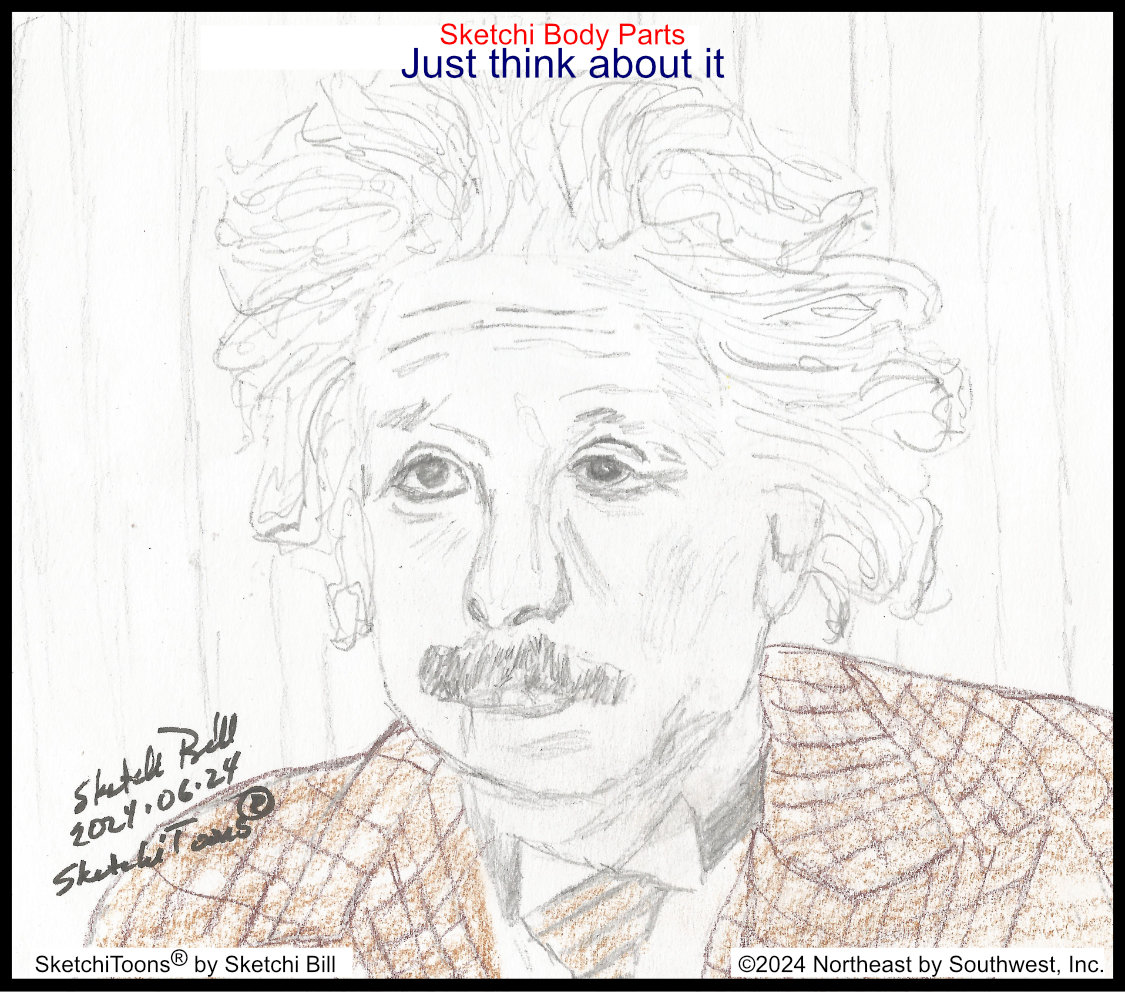 Sketchi Body Parts
Just think about it
Sketchi Bill
2024.06.24
SketchiToons®
SketchiToons® by Sketchi Bill
©2024 Northeast by Southwest, Inc.